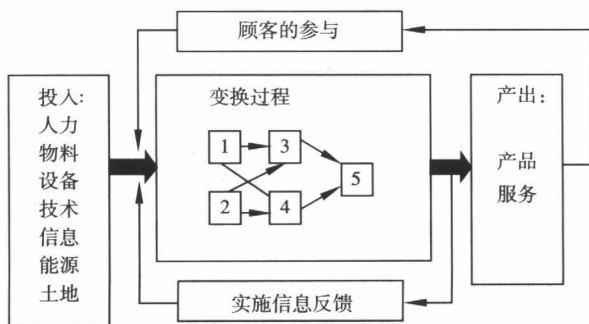 顾客的参与
投入:
人力
物料
设备
技术
信息
能源
土地
变换过程
1
3
5
2
4
产出:
产品
服务
实施信息反馈